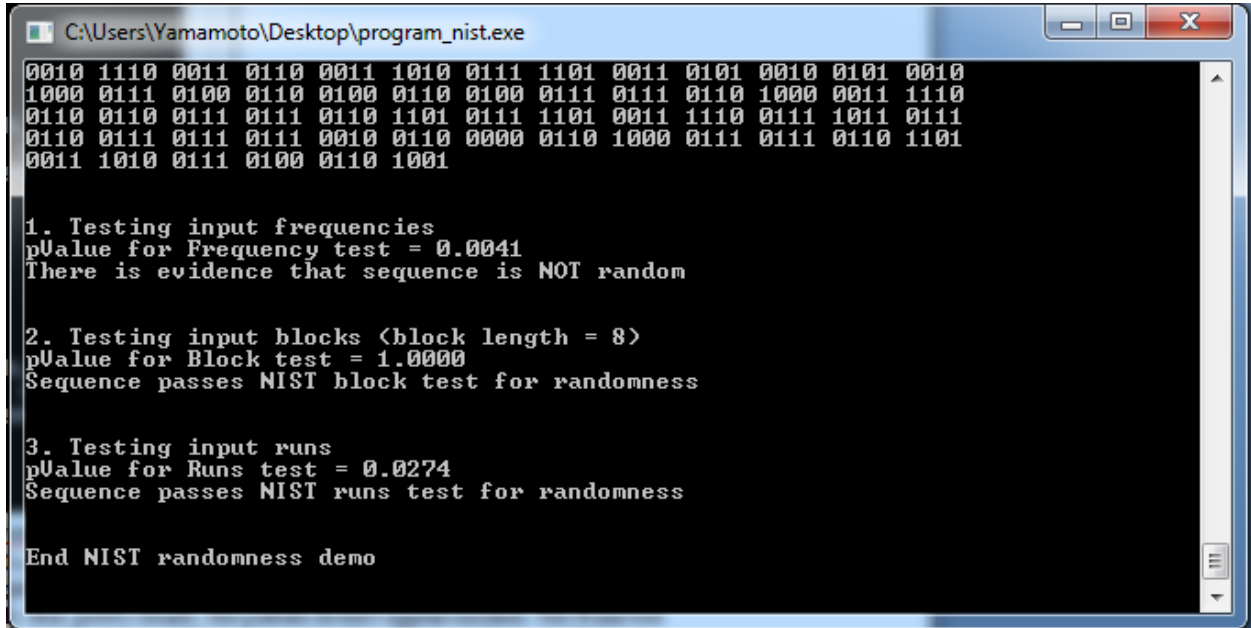 C:\Users\Yamamoto\Desktop\program_nist.exe
0010 1110 0011 0110 0011 1010 0111 1101 0011 0101 0010 0101 0010
1000 0111 0100 0110 0100 0110 0100 0111 0111 0110 1000 0011 1110
0110 0110 0111 0111 0110 1101 0111 1101 0011 1110 0111 1011 0111
0110 0111 0111 0111 0010 0110 0000 0110 1000 0111 0111 0110 1101
0011 1010 0111 0100 0110 1001
1. Testing input frequencies
pValue for Frequency test = 0.0041
There is evidence that sequence is NOT random
2. Testing input blocks (block length = 8)
pValue for Block test = 1.0000
Sequence passes NIST block test for randomness
3. Testing input runs
pValue for Runs test = 0.0274
Sequence passes NIST runs test for randomness
End NIST randomness demo